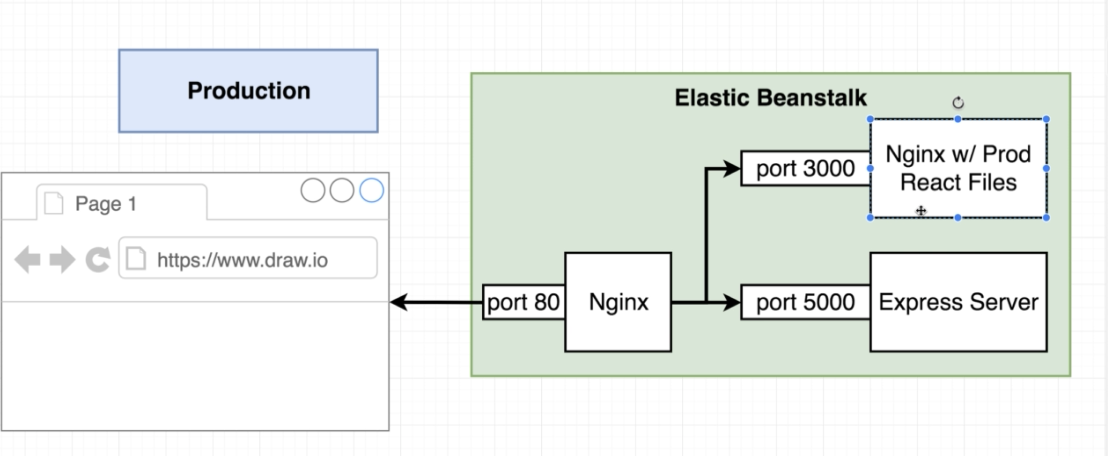 Production
Elastic Beanstalk
Page 1
https://www.draw.io
port 80
Nginx
port 3000
Nginx w/ Prod
React Files
port 5000
Express Server